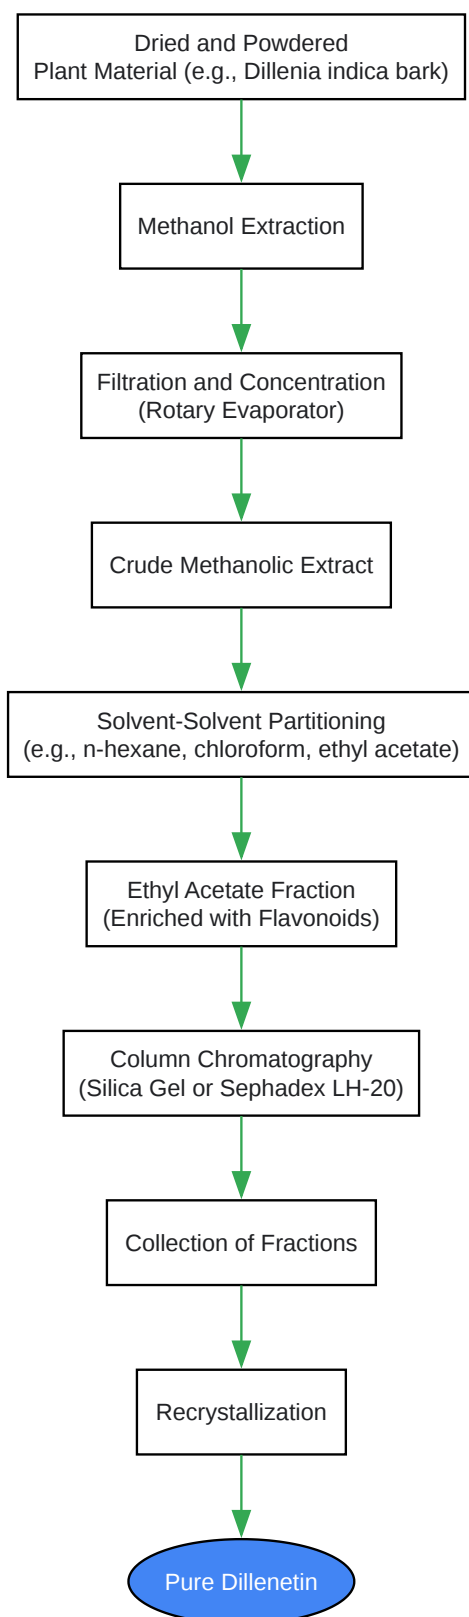 Dried and Powdered
Plant Material (e.g., Dillenia indica bark)
Methanol Extraction
Filtration and Concentration
(Rotary Evaporator)
Crude Methanolic Extract
Solvent-Solvent Partitioning
(e.g., n-hexane, chloroform, ethyl acetate)
Ethyl Acetate Fraction
(Enriched with Flavonoids)
Column Chromatography
(Silica Gel or Sephadex LH-20)
Collection of Fractions
Recrystallization
Pure Dillenetin